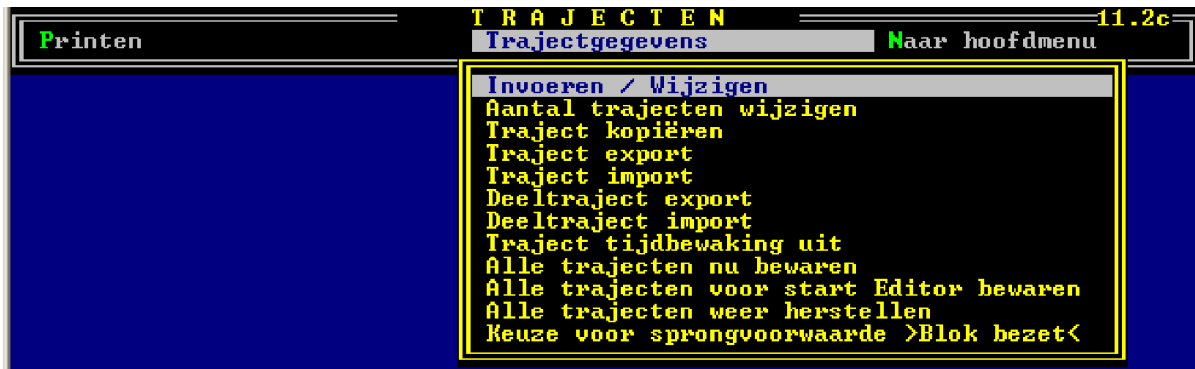 T R A J E C T E N 11.2c
Printen Trajectgegevens Naar hoofdmenu
Invoeren / Wijzigen
Aantal trajecten wijzigen
Traject kopiëren
Traject export
Traject import
Deeltraject export
Deeltraject import
Traject tijdbewaking uit
Alle trajecten nu bewaren
Alle trajecten voor start Editor bewaren
Alle trajecten weer herstellen
Keuze voor sprongvoorwaarde >Blok bezet<